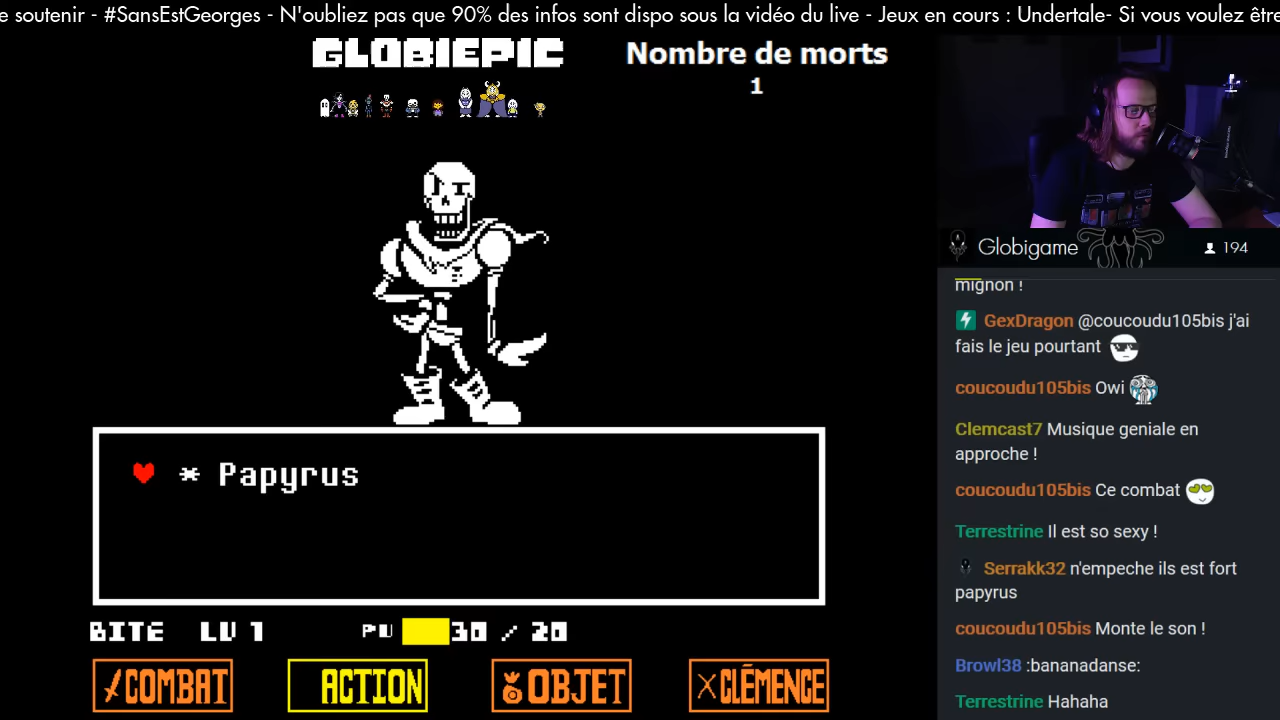 e soutenir - #SansEstGeorges - N'oubliez pas que 90% des infos sont dispo sous la vidéo du live - Jeux en cours : Undertale- Si vous voulez être
GLOBIEPIC
Nombre de morts
1
Globigame
194
mignon !
GexDragon @coucoudu105bis j'ai
fais le jeu pourtant
coucoudu105bis Owi
Clemcast7 Musique geniale en
approche !
coucoudu105bis Ce combat
Terrestrine Il est so sexy !
Serrakk32 n'empeche ils est fort
papyrus
coucoudu105bis Monte le son !
Browl38 :bananadanse:
Terrestrine Hahaha
* Papyrus
BITE LV 1 PV 30 / 20
COMBAT ACTION OBJET CLÉMENCE